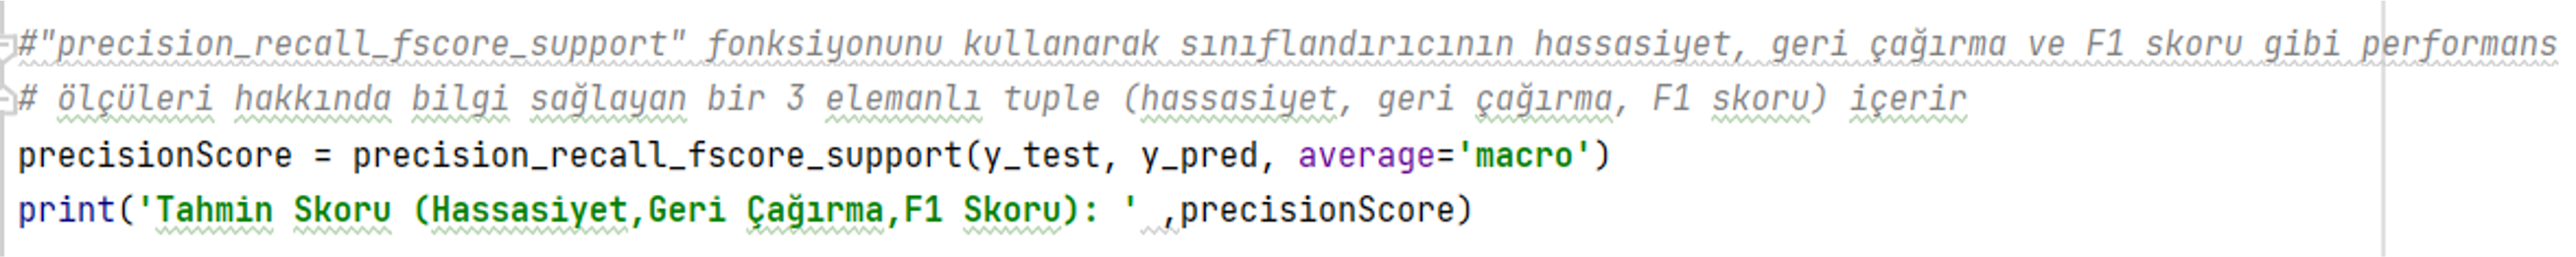 #"precision_recall_fscore_support" fonksiyonunu kullanarak sınıflandırıcının hassasiyet, geri çağırma ve F1 skoru gibi performans
# ölçüleri hakkında bilgi sağlayan bir 3 elemanlı tuple (hassasiyet, geri çağırma, F1 skoru) içerir
precisionScore = precision_recall_fscore_support(y_test, y_pred, average='macro')
print('Tahmin Skoru (Hassasiyet,Geri Çağırma,F1 Skoru): ' ,precisionScore)